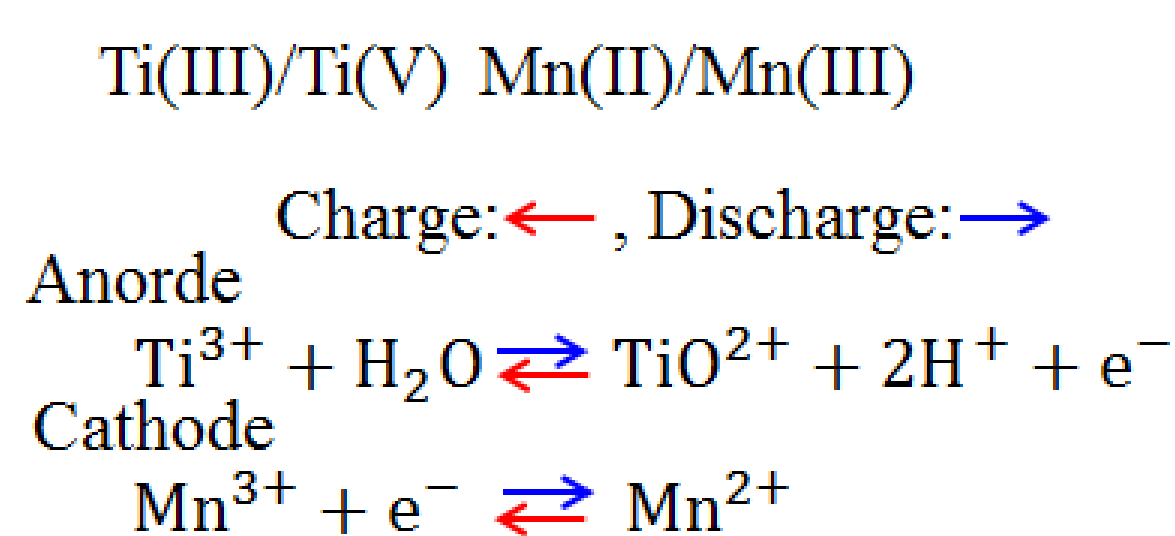 Ti(III)/Ti(V) Mn(II)/Mn(III)
Charge:← , Discharge:→
Anorde
Ti³⁺ + H₂O ⇄ TiO²⁺ + 2H⁺ + e⁻
Cathode
Mn³⁺ + e⁻ ⇄ Mn²⁺